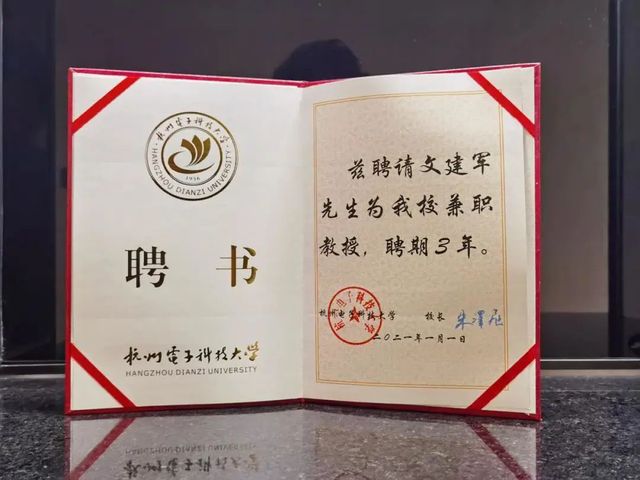 杭州电子科技大学
HANGZHOU DIANZI UNIVERSITY
1956
聘书
杭州电子科技大学
HANGZHOU DIANZI UNIVERSITY
兹聘请文建军
先生为我校兼职
教授，聘期3年。
杭州电子科技大学 校长
二〇二一年一月一日